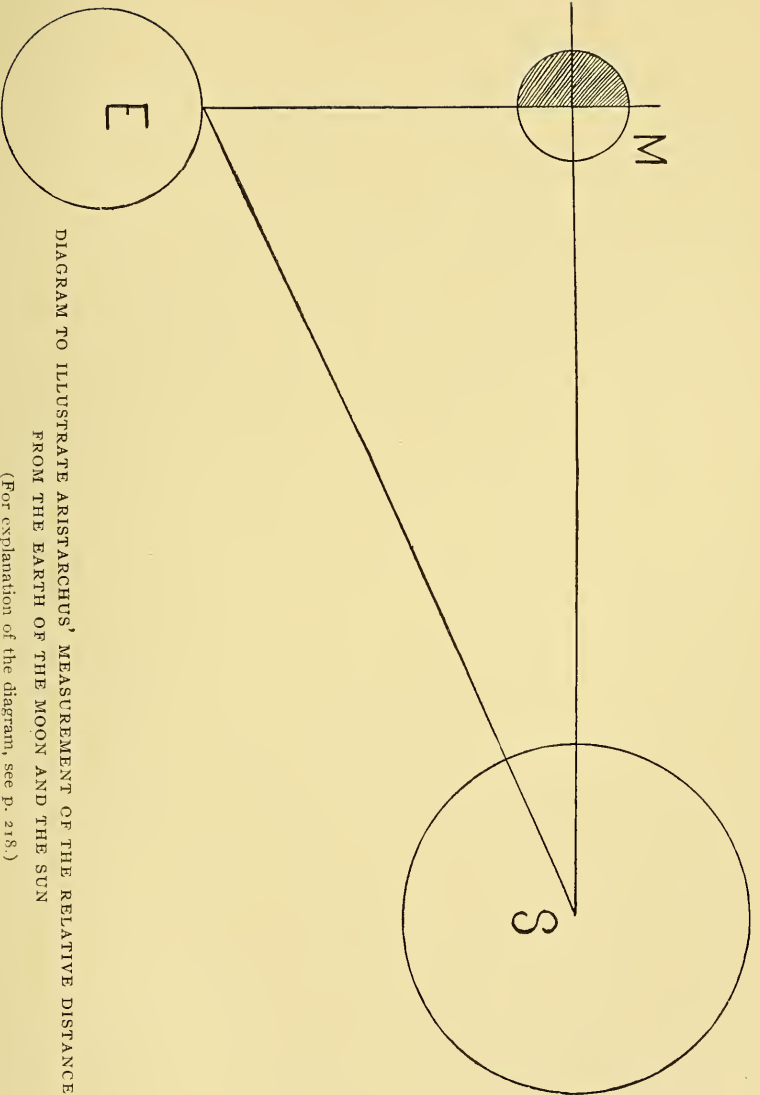 M
E
S
DIAGRAM TO ILLUSTRATE ARISTARCHUS' MEASUREMENT OF THE RELATIVE DISTANCE
FROM THE EARTH OF THE MOON AND THE SUN
(For explanation of the diagram, see p. 218.)